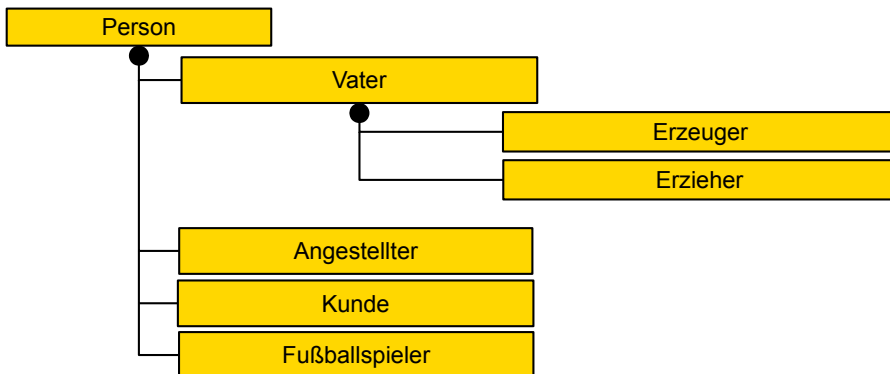 Person
Vater
Erzeuger
Erzieher
Angestellter
Kunde
Fußballspieler